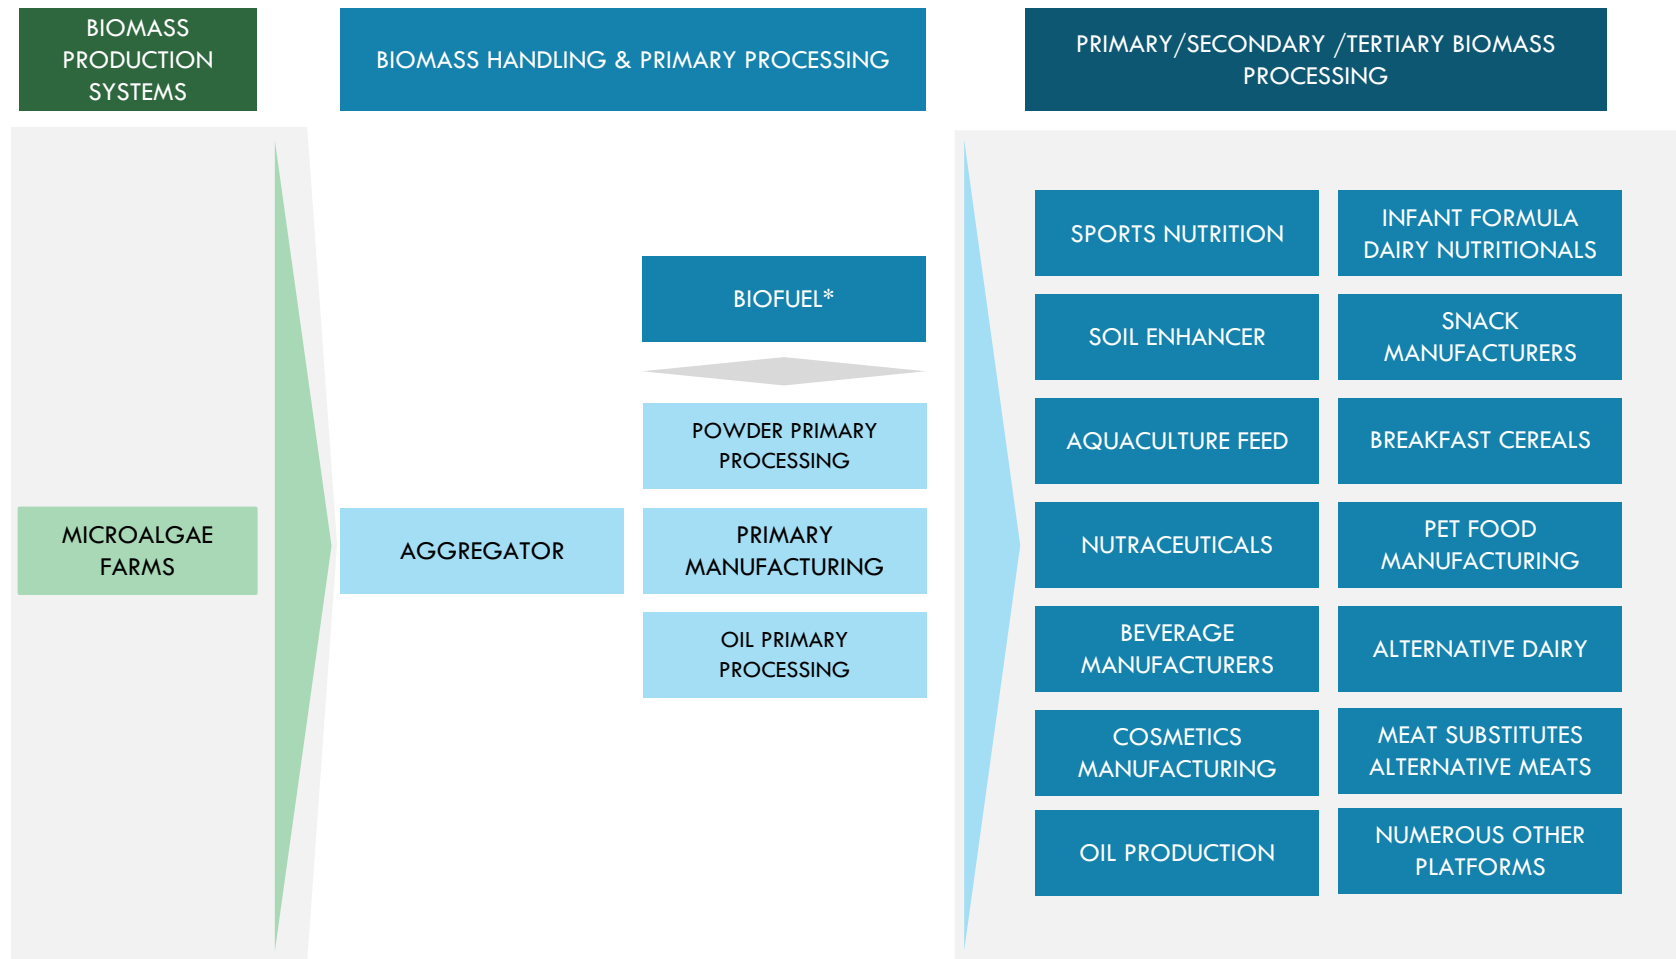 BIOMASS
PRODUCTION
SYSTEMS
BIOMASS HANDLING & PRIMARY PROCESSING
PRIMARY/SECONDARY /TERTIARY BIOMASS
PROCESSING
MICROALGAE
FARMS
AGGREGATOR
BIOFUEL*
POWDER PRIMARY
PROCESSING
PRIMARY
MANUFACTURING
OIL PRIMARY
PROCESSING
SPORTS NUTRITION
INFANT FORMULA
DAIRY NUTRITIONALS
SOIL ENHANCER
SNACK
MANUFACTURERS
AQUACULTURE FEED
BREAKFAST CEREALS
NUTRACEUTICALS
PET FOOD
MANUFACTURING
BEVERAGE
MANUFACTURERS
ALTERNATIVE DAIRY
COSMETICS
MANUFACTURING
MEAT SUBSTITUTES
ALTERNATIVE MEATS
OIL PRODUCTION
NUMEROUS OTHER
PLATFORMS